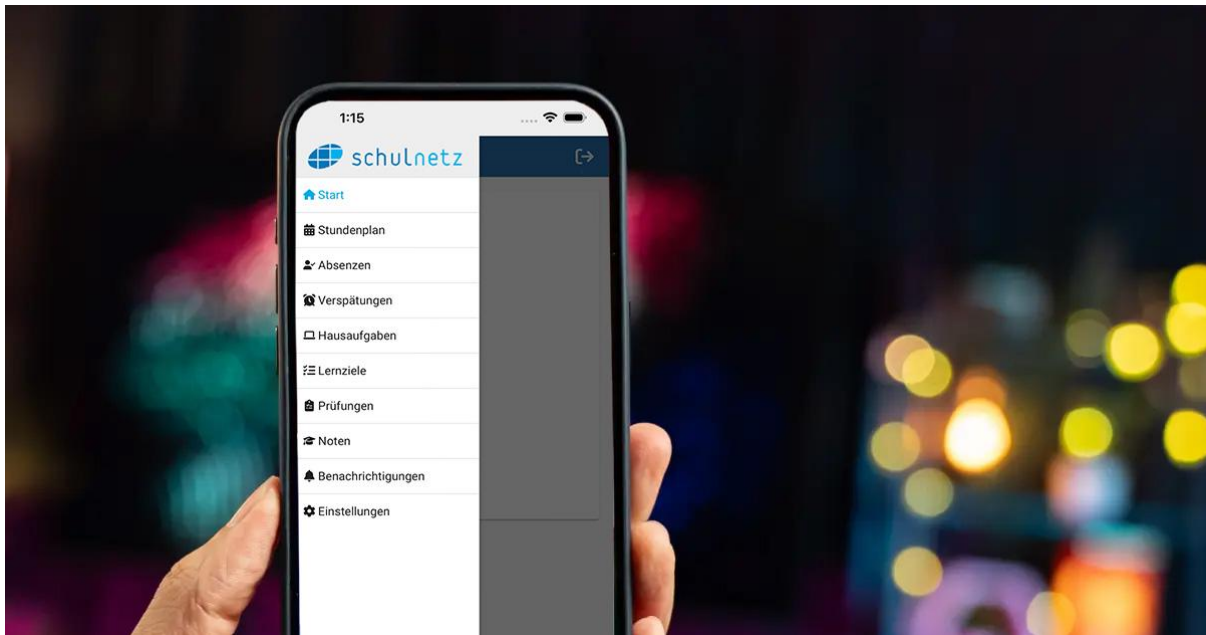 1:15
schulnetz
Start
Stundenplan
Absenzen
Verspätungen
Hausaufgaben
Lernziele
Prüfungen
Noten
Benachrichtigungen
Einstellungen